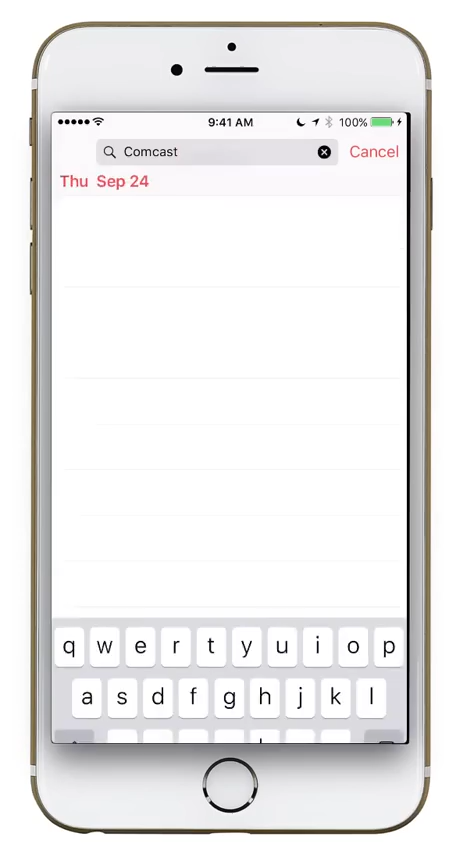 9:41 AM 100%
Comcast Cancel
Thu Sep 24
q w e r t y u i o p
a s d f g h j k l